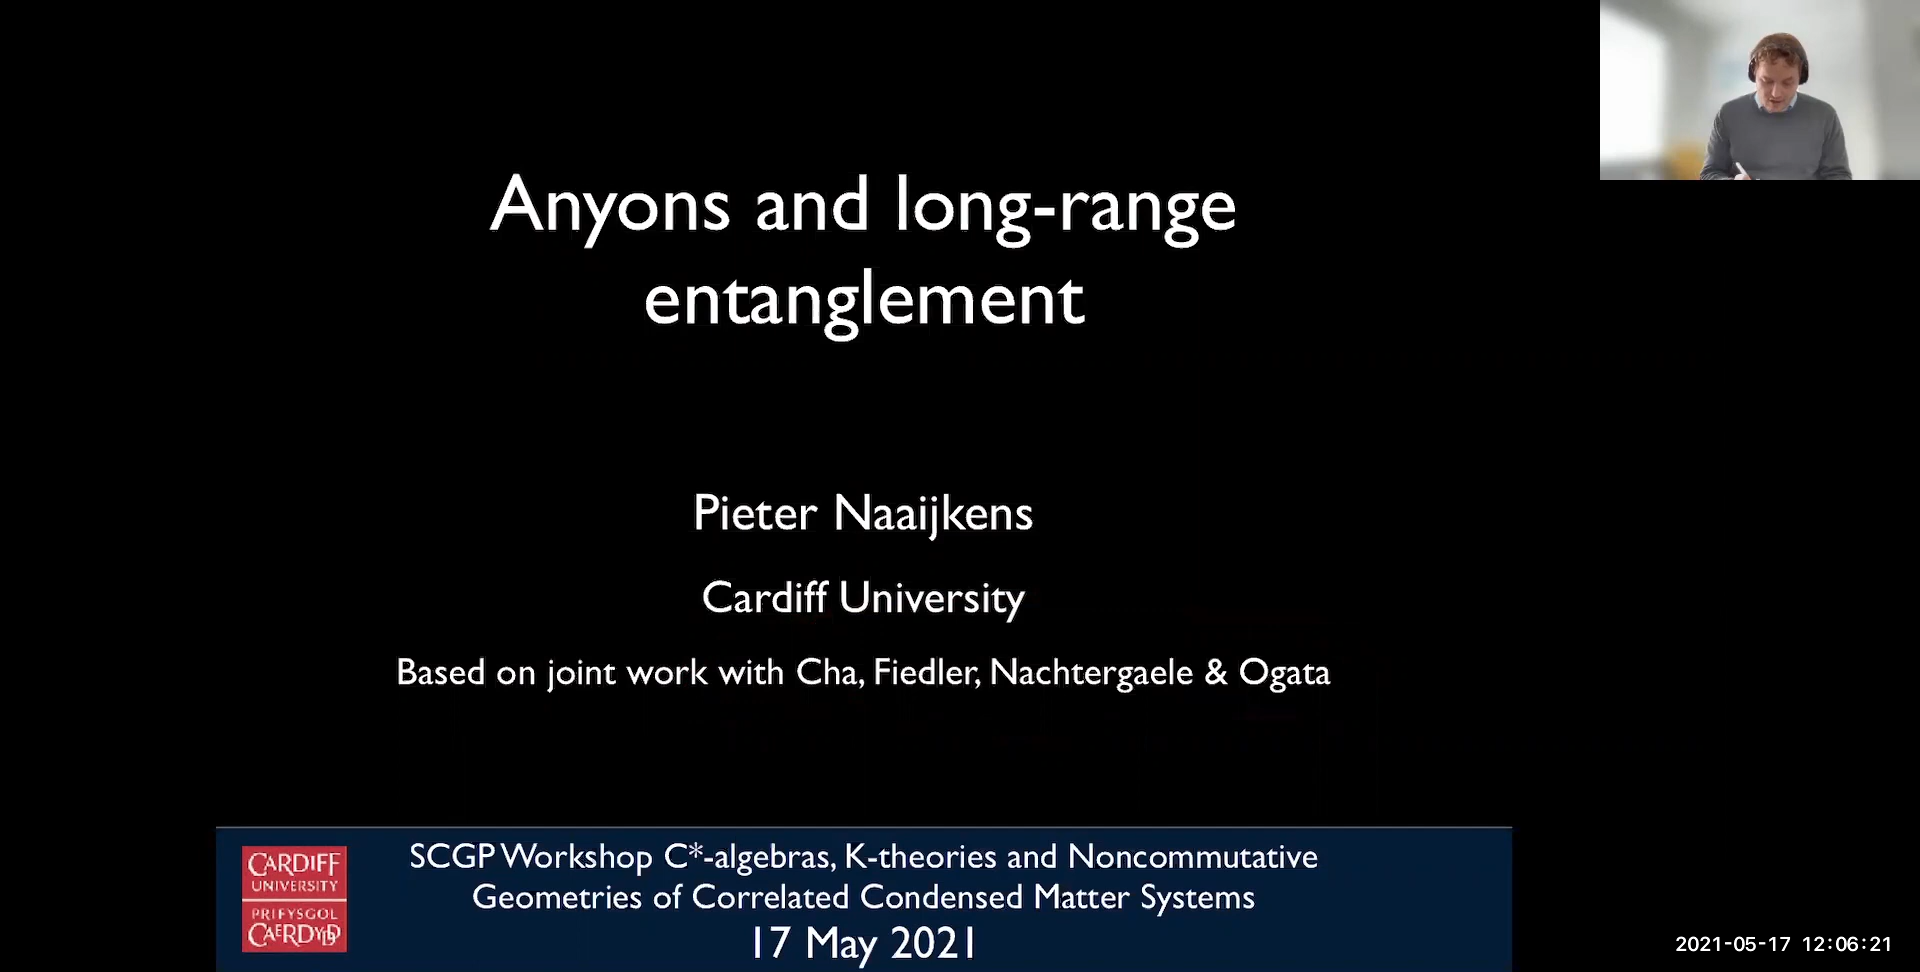 Anyons and long-range
entanglement
Pieter Naaijkens
Cardiff University
Based on joint work with Cha, Fiedler, Nachtergaele & Ogata
CARDIFF
UNIVERSITY
PRIFYSGOL
CAERDYDD
SCGP Workshop C*-algebras, K-theories and Noncommutative
Geometries of Correlated Condensed Matter Systems
17 May 2021
2021-05-17 12:06:21